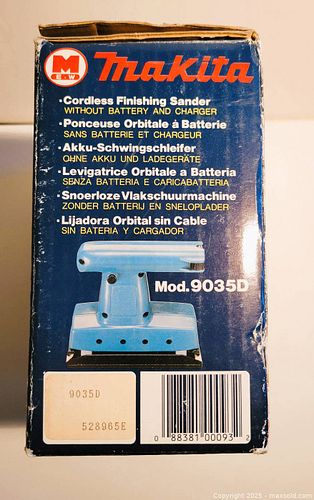 M
E W
makita
•Cordless Finishing Sander
WITHOUT BATTERY AND CHARGER
•Ponceuse Orbitale á Batterie
SANS BATTERIE ET CHARGEUR
•Akku-Schwingschleifer
OHNE AKKU UND LADEGERÄTE
•Levigatrice Orbitale a Batteria
SENZA BATTERIA E CARICABATTERIA
•Snoerloze Vlakschuurmachine
ZONDER BATTERIJ EN SNELOPLADER
•Lijadora Orbital sin Cable
SIN BATERIA Y CARGADOR
Mod.9035D
9035D
528965E
0 88381 00093 2
Copyright 2025 - maxsold.com